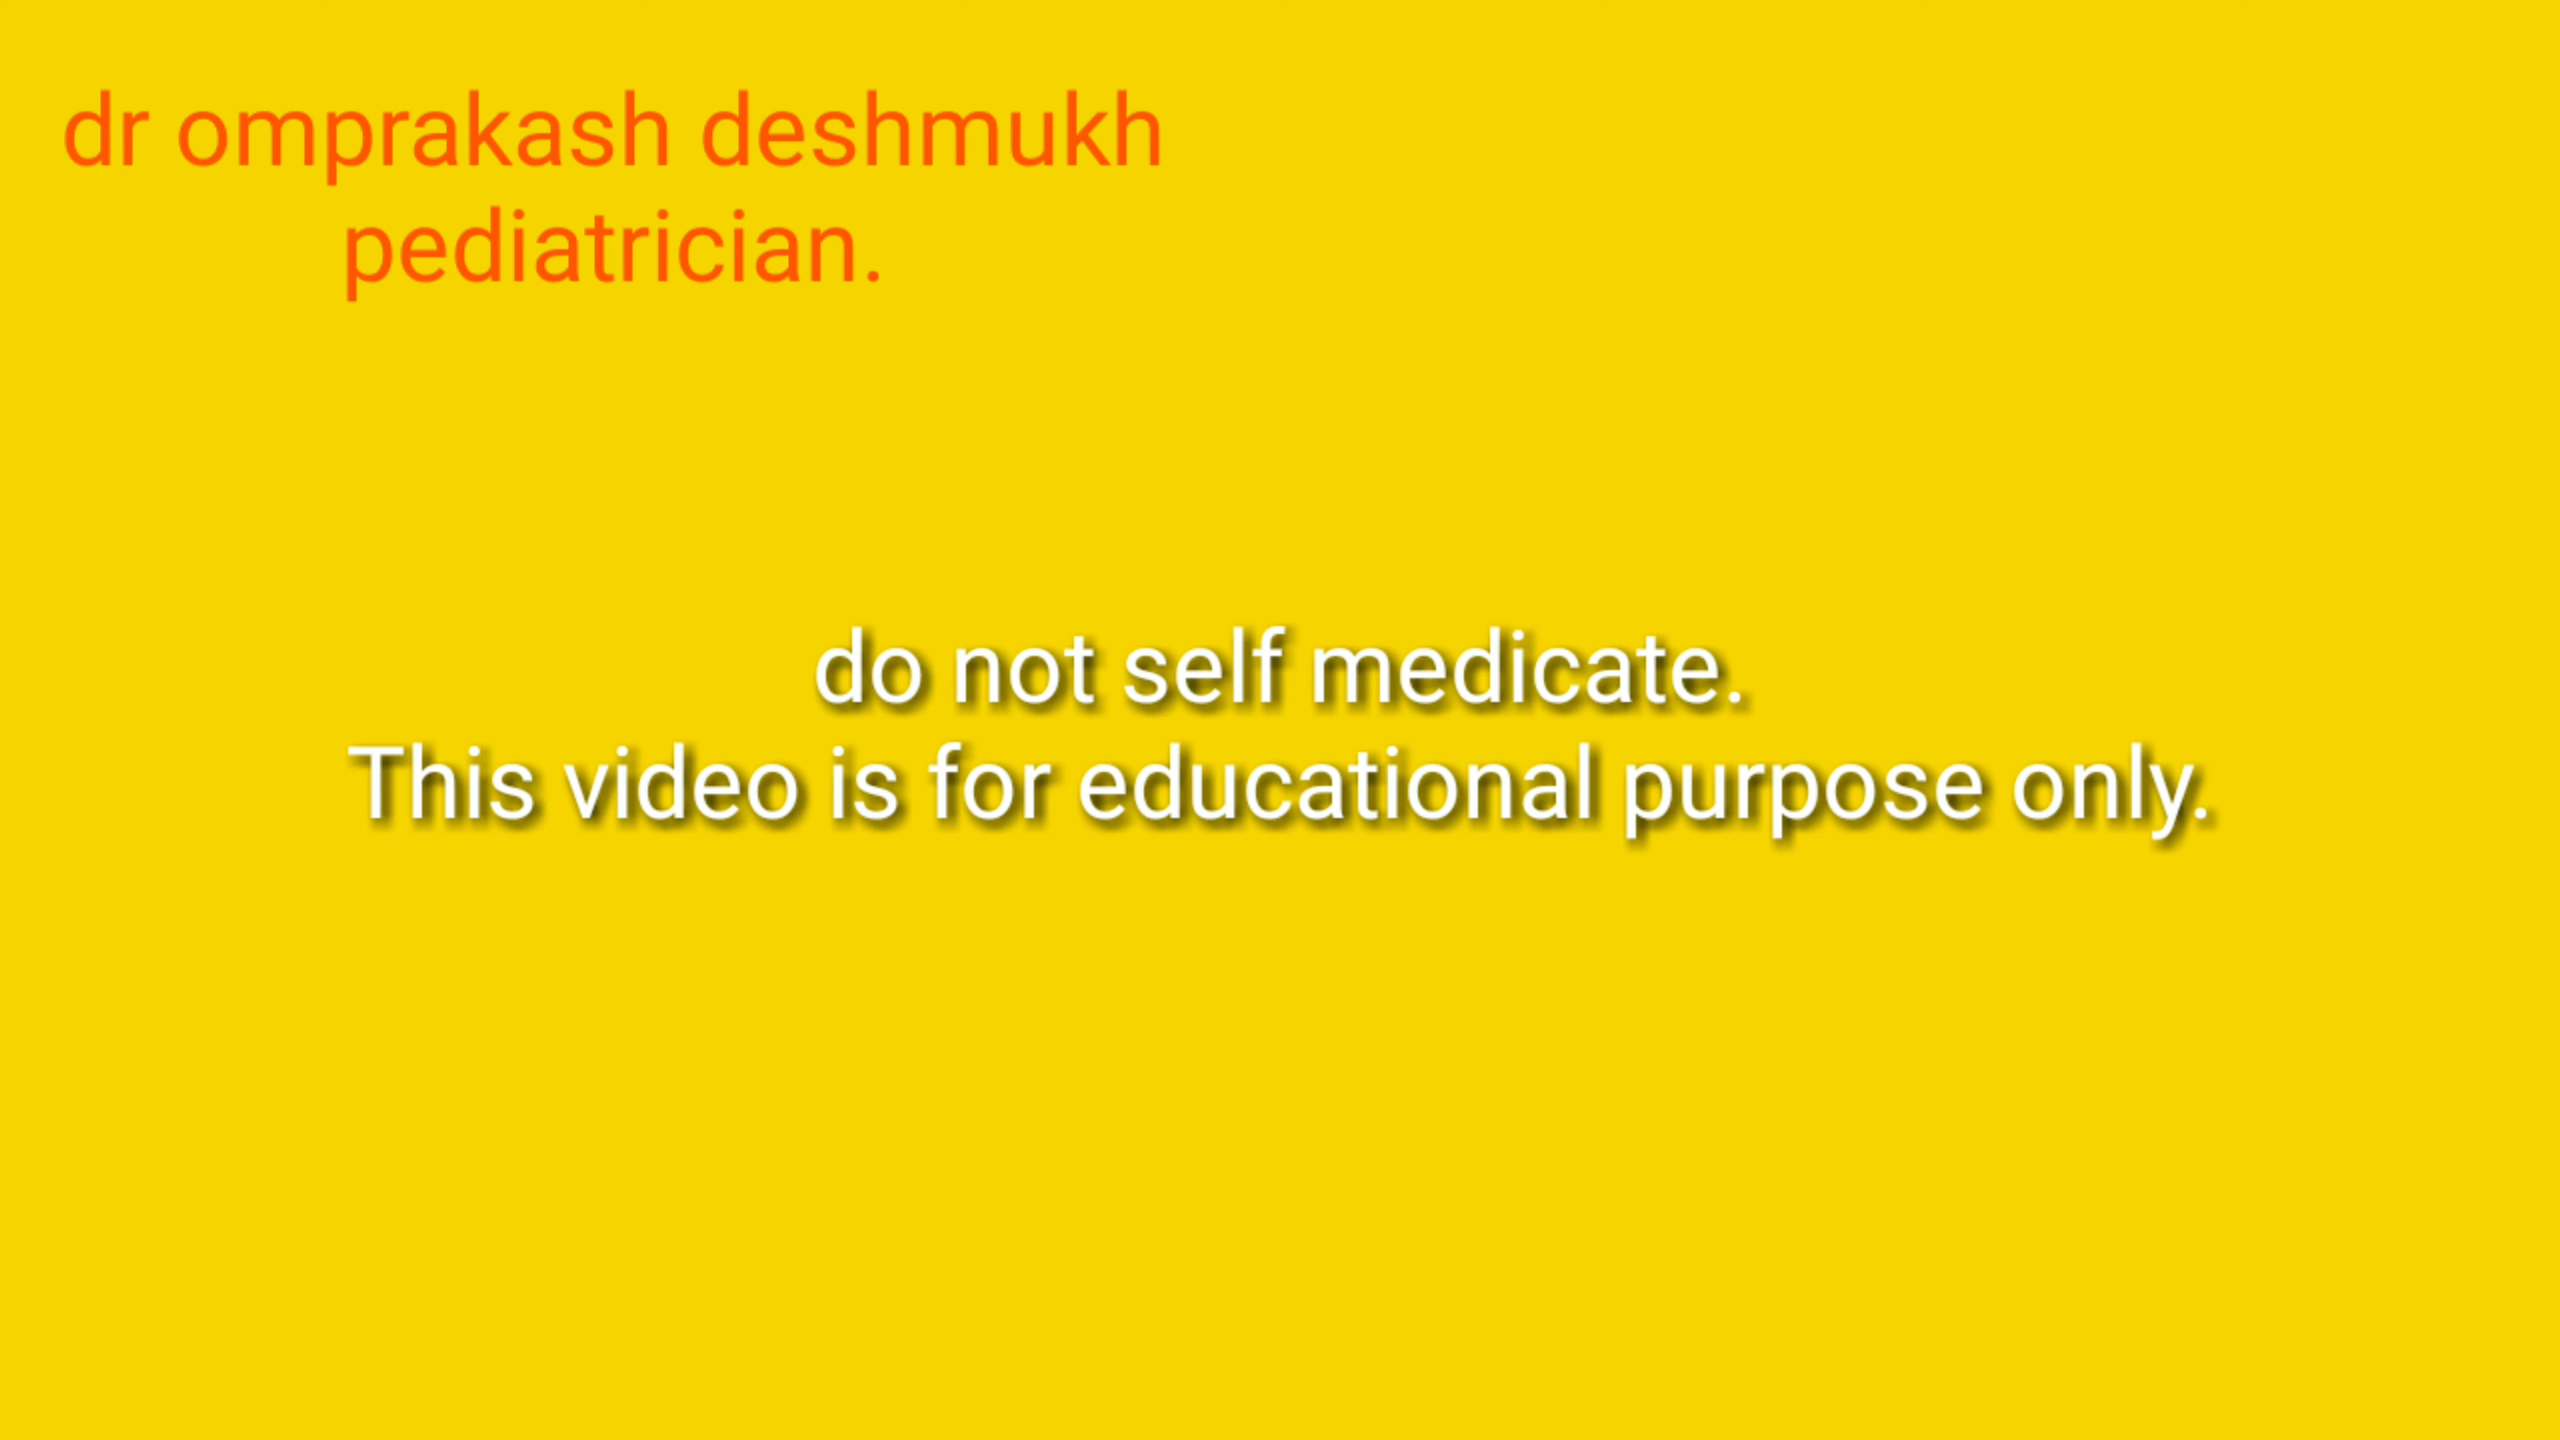 dr omprakash deshmukh
pediatrician.
do not self medicate.
This video is for educational purpose only.